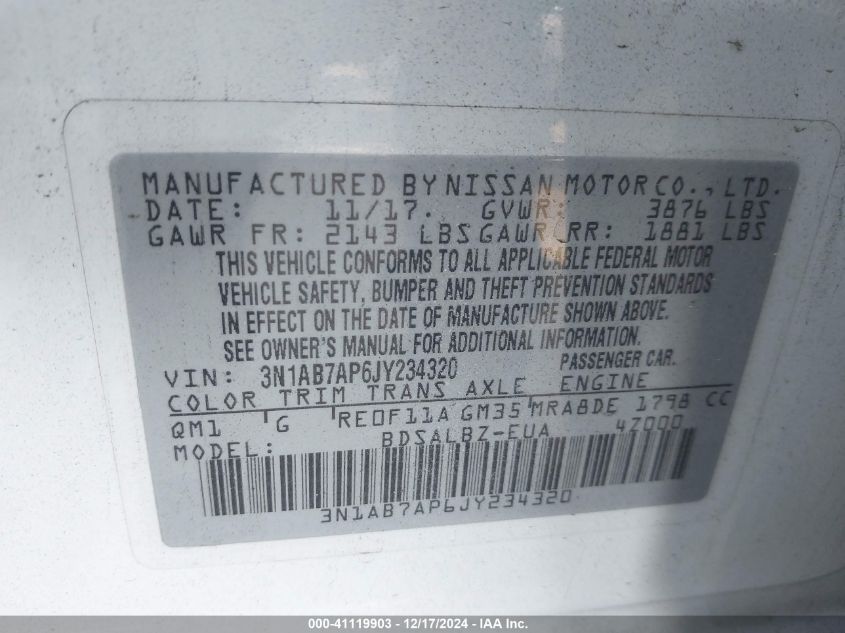 MANUFACTURED BY NISSAN MOTOR CO., LTD.
DATE: 11/17. GVWR: 3876 LBS
GAWR FR: 2143 LBS GAWR RR: 1881 LBS
THIS VEHICLE CONFORMS TO ALL APPLICABLE FEDERAL MOTOR
VEHICLE SAFETY, BUMPER AND THEFT PREVENTION STANDARDS
IN EFFECT ON THE DATE OF MANUFACTURE SHOWN ABOVE.
SEE OWNER'S MANUAL FOR ADDITIONAL INFORMATION.
VIN: 3N1AB7AP6JY234320 PASSENGER CAR.
COLOR TRIM TRANS AXLE ENGINE
QM1 G RE0F11A GM35 MRA8DE 1798 CC
MODEL: BDSALBZ-EUA 4Z000
3N1AB7AP6JY234320
000-41119903 - 12/17/2024 - IAA Inc.